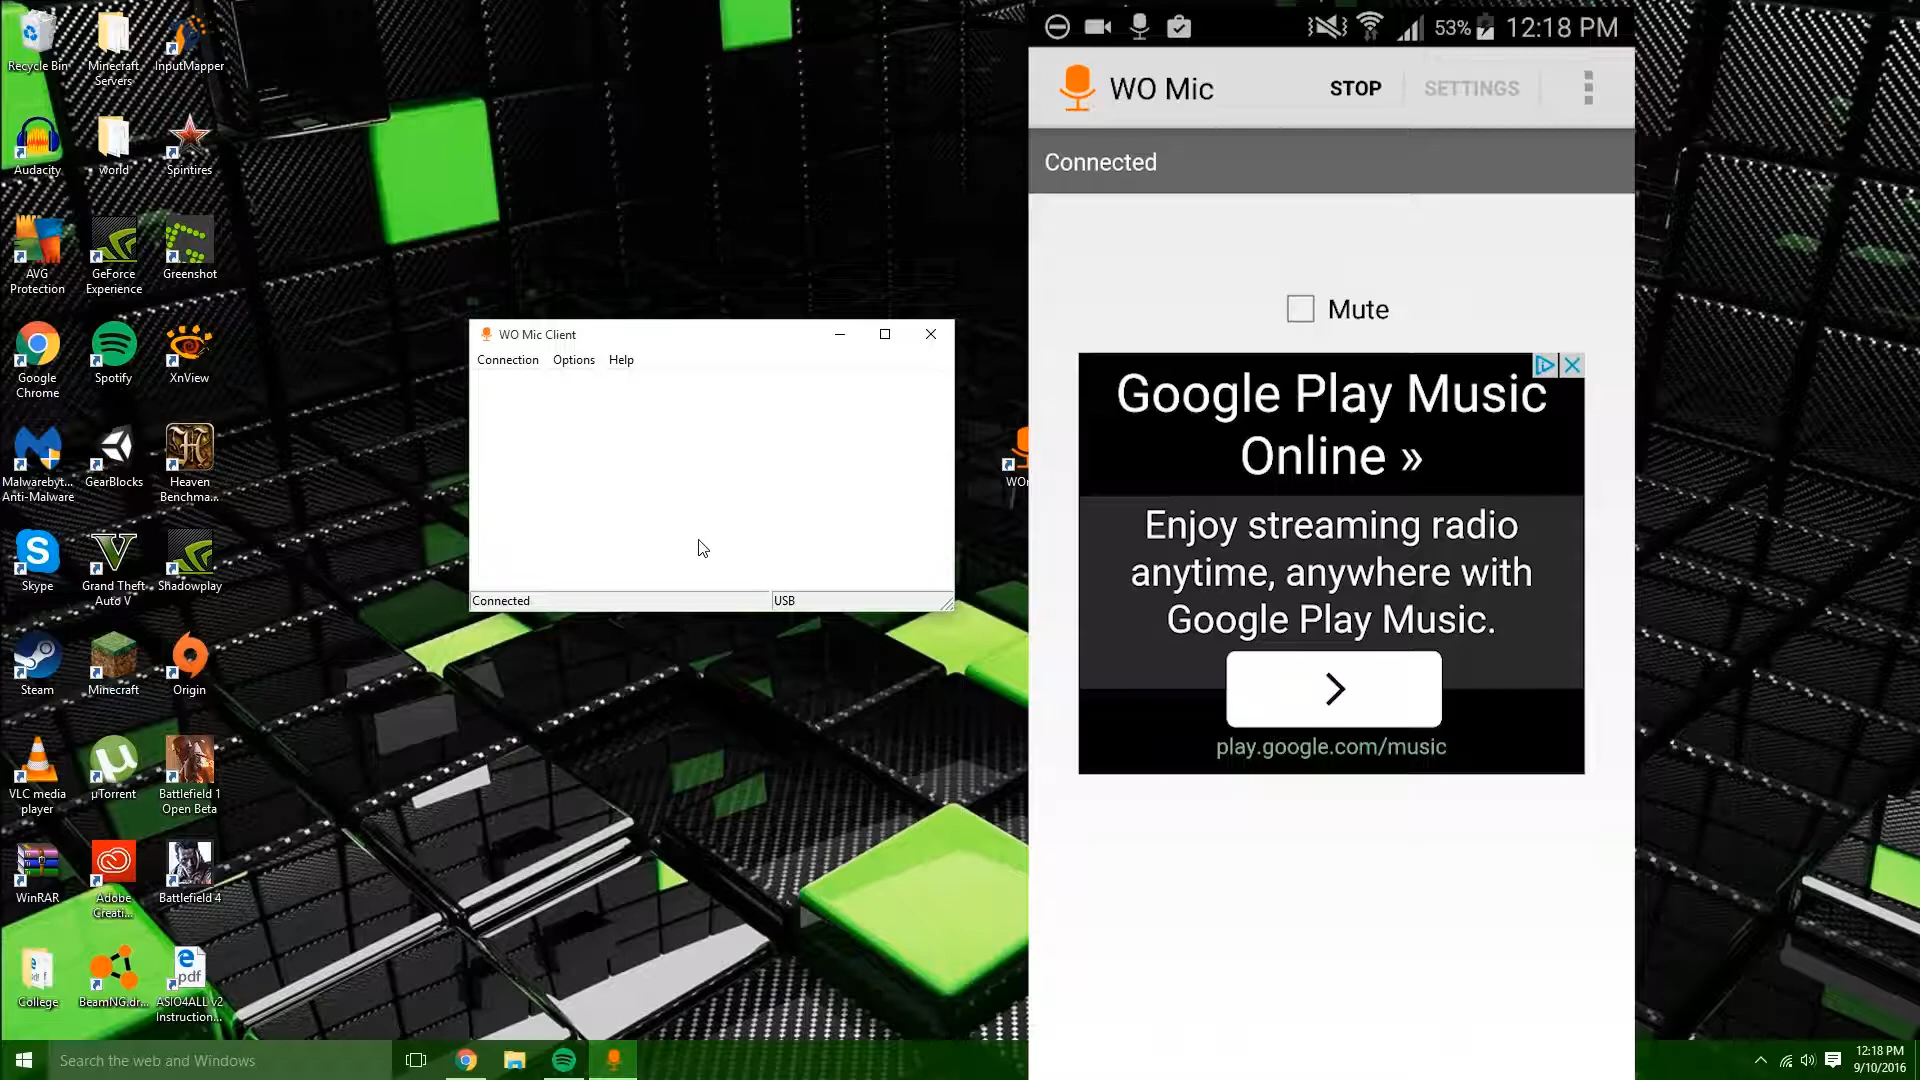 Recycle Bin
Minecraft
Servers
InputMapper
Audacity
world
Spintires
AVG
Protection
GeForce
Experience
Greenshot
Google
Chrome
Spotify
XnView
Malwarebyt...
Anti-Malware
GearBlocks
Heaven
Benchma...
Skype
Grand Theft
Auto V
Shadowplay
Steam
Minecraft
Origin
VLC media
player
µTorrent
Battlefield 1
Open Beta
WinRAR
Adobe
Creati...
Battlefield 4
College
BeamNG.dr...
pdf
ASIO4ALL v2
Instruction...
WO Mic Client
Connection Options Help
Connected
USB
WOr
53% 12:18 PM
WO Mic
STOP
SETTINGS
Connected
Mute
Google Play Music
Online »
Enjoy streaming radio
anytime, anywhere with
Google Play Music.
play.google.com/music
Search the web and Windows
12:18 PM
9/10/2016